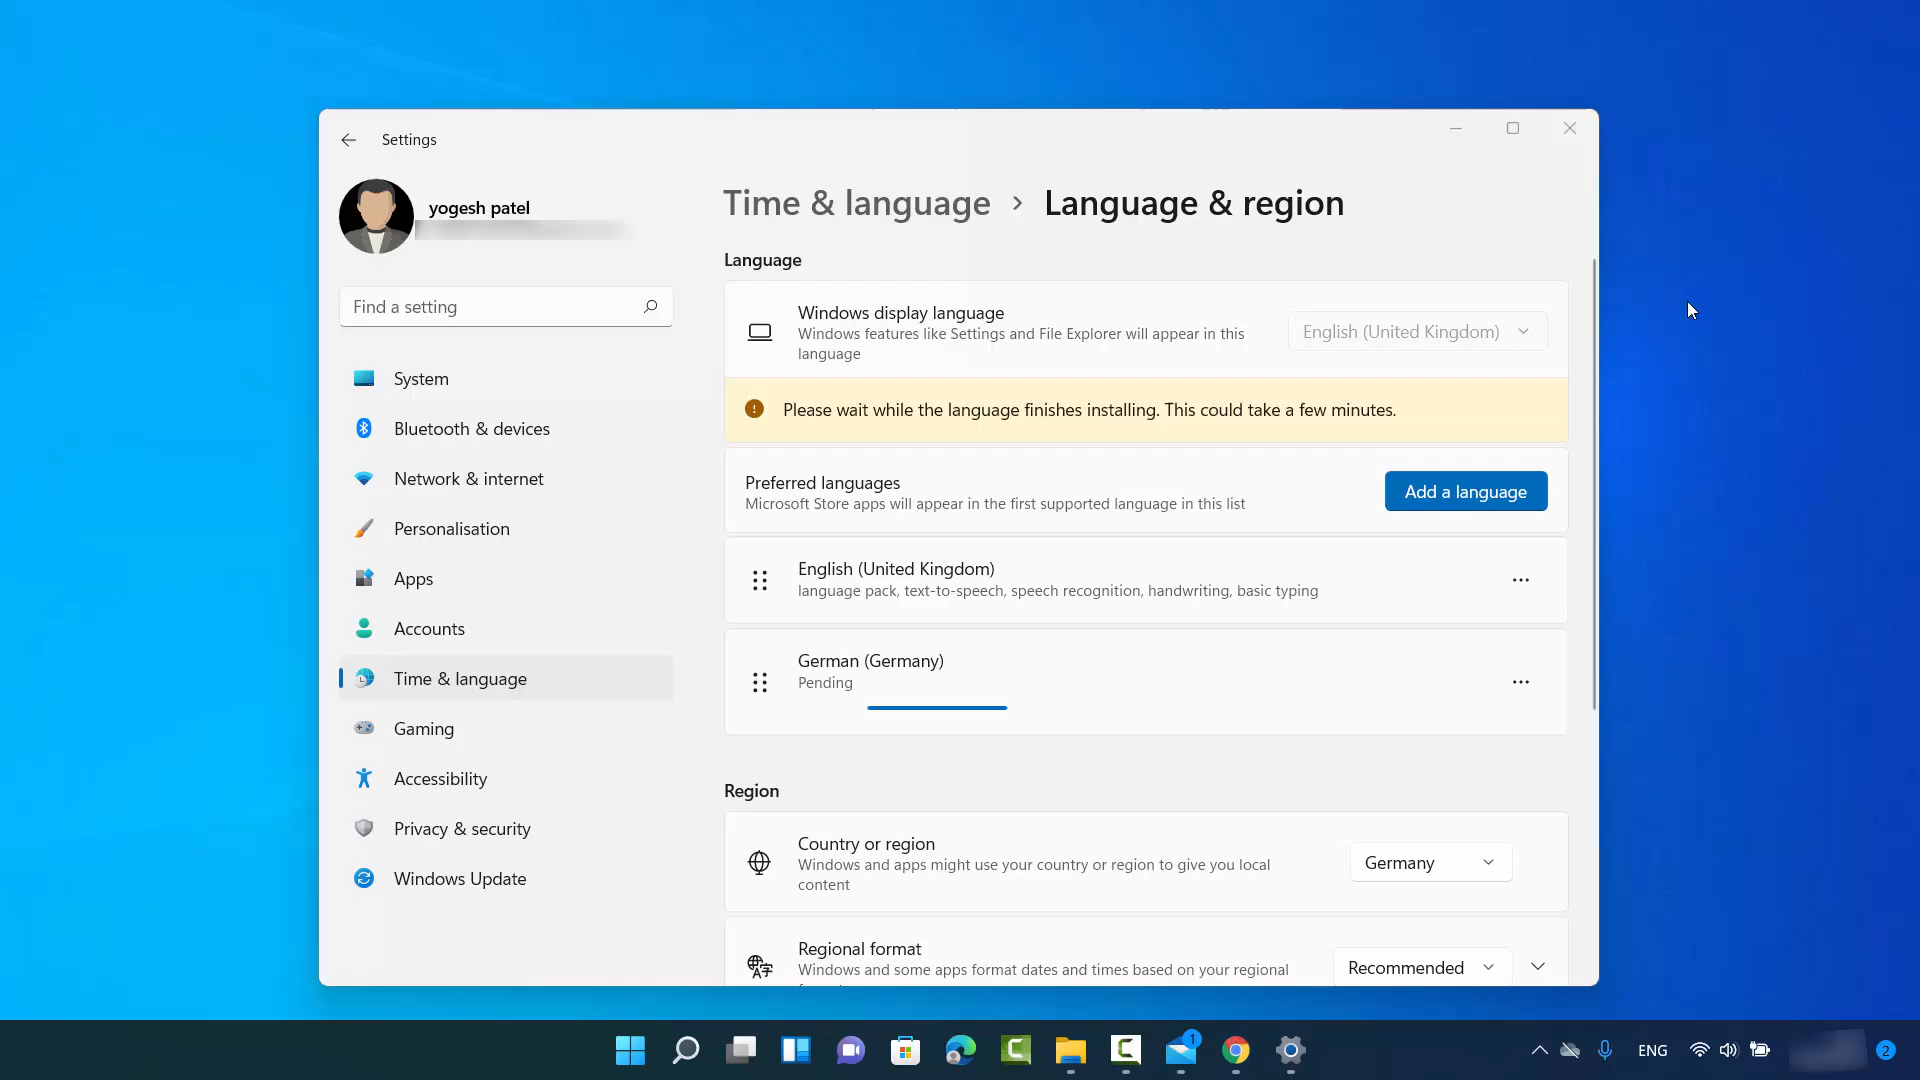 Settings
yogesh patel
Find a setting
System
Bluetooth & devices
Network & internet
Personalisation
Apps
Accounts
Time & language
Gaming
Accessibility
Privacy & security
Windows Update
Time & language > Language & region
Language
Windows display language
Windows features like Settings and File Explorer will appear in this
language
English (United Kingdom)
Please wait while the language finishes installing. This could take a few minutes.
Preferred languages
Microsoft Store apps will appear in the first supported language in this list
Add a language
English (United Kingdom)
language pack, text-to-speech, speech recognition, handwriting, basic typing
German (Germany)
Pending
Region
Country or region
Windows and apps might use your country or region to give you local
content
Germany
Regional format
Windows and some apps format dates and times based on your regional
Recommended
1
ENG
2